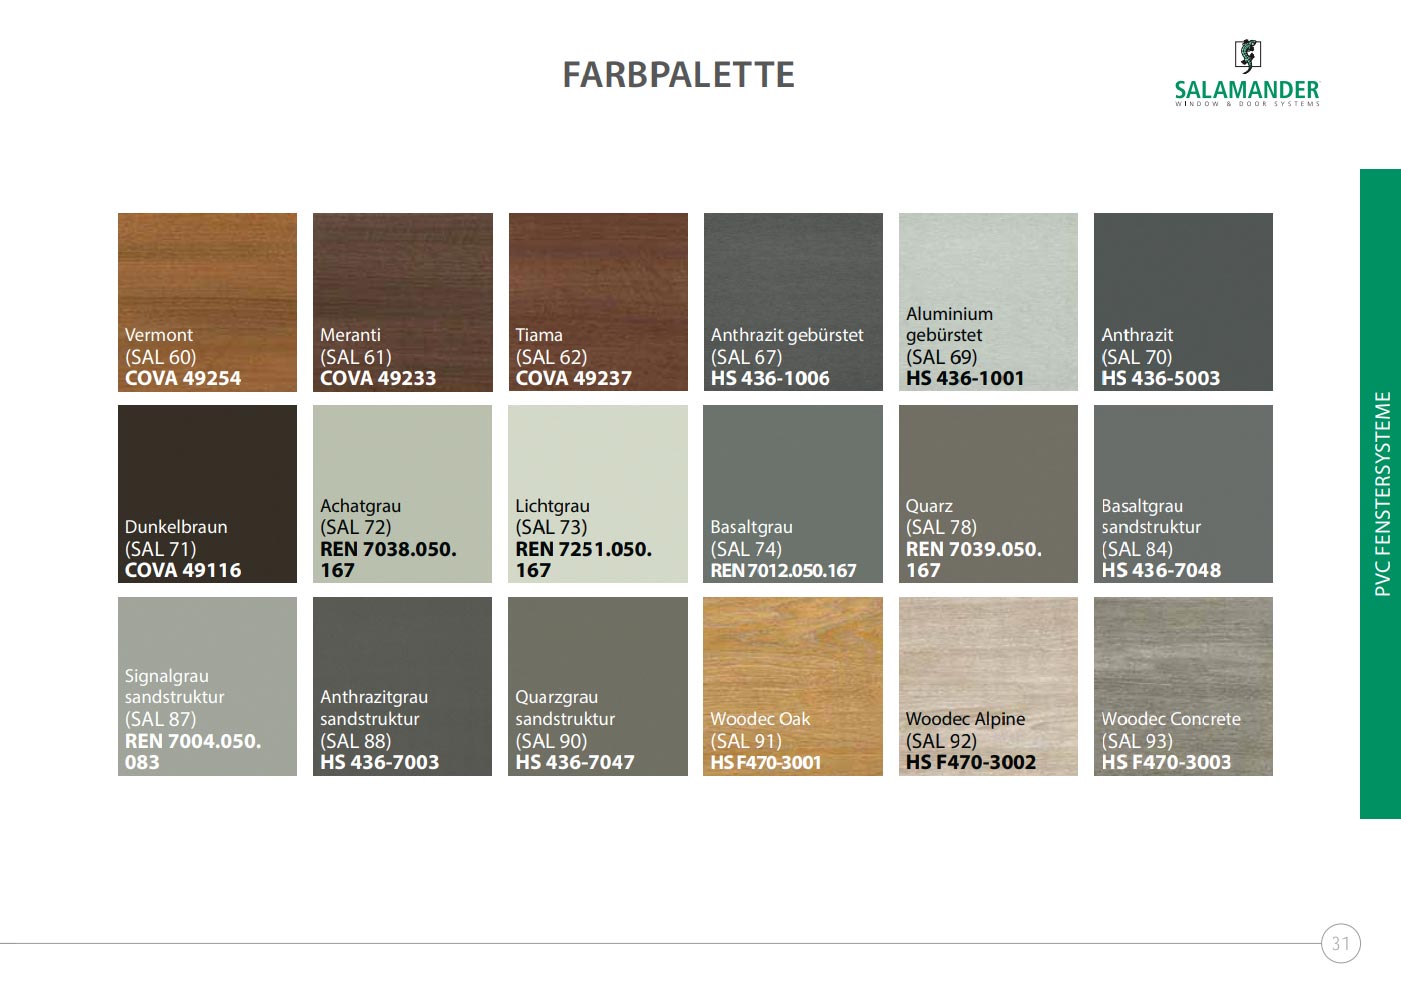 FARBPALETTE
SALAMANDER
WINDOW & DOOR SYSTEMS
Vermont
(SAL 60)
COVA 49254
Meranti
(SAL 61)
COVA 49233
Tiama
(SAL 62)
COVA 49237
Anthrazit gebürstet
(SAL 67)
HS 436-1006
Aluminium
gebürstet
(SAL 69)
HS 436-1001
Anthrazit
(SAL 70)
HS 436-5003
Dunkelbraun
(SAL 71)
COVA 49116
Achatgrau
(SAL 72)
REN 7038.050.
167
Lichtgrau
(SAL 73)
REN 7251.050.
167
Basaltgrau
(SAL 74)
REN 7012.050.167
Quarz
(SAL 78)
REN 7039.050.
167
Basaltgrau
sandstruktur
(SAL 84)
HS 436-7048
Signalgrau
sandstruktur
(SAL 87)
REN 7004.050.
083
Anthrazitgrau
sandstruktur
(SAL 88)
HS 436-7003
Quarzgrau
sandstruktur
(SAL 90)
HS 436-7047
Woodec Oak
(SAL 91)
HS F470-3001
Woodec Alpine
(SAL 92)
HS F470-3002
Woodec Concrete
(SAL 93)
HS F470-3003
PVC FENSTERSYSTEME
31